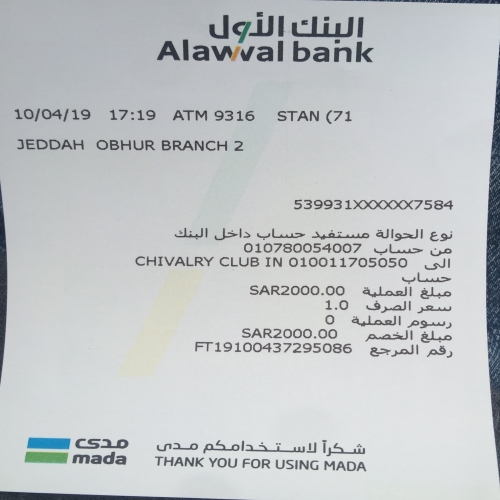 البنك الأول
Alawwal bank
10/04/19 17:19 ATM 9316 STAN (71
JEDDAH OBHUR BRANCH 2
539931XXXXXX7584
نوع الحوالة مستفيد حساب داخل البنك
من حساب 010780054007
الى CHIVALRY CLUB IN 010011705050
حساب
مبلغ العملية SAR2000.00
سعر الصرف 1.0
رسوم العملية 0
مبلغ الخصم SAR2000.00
رقم المرجع FT19100437295086
مدى
mada
شكراً لاستخدامكم مدى
THANK YOU FOR USING MADA